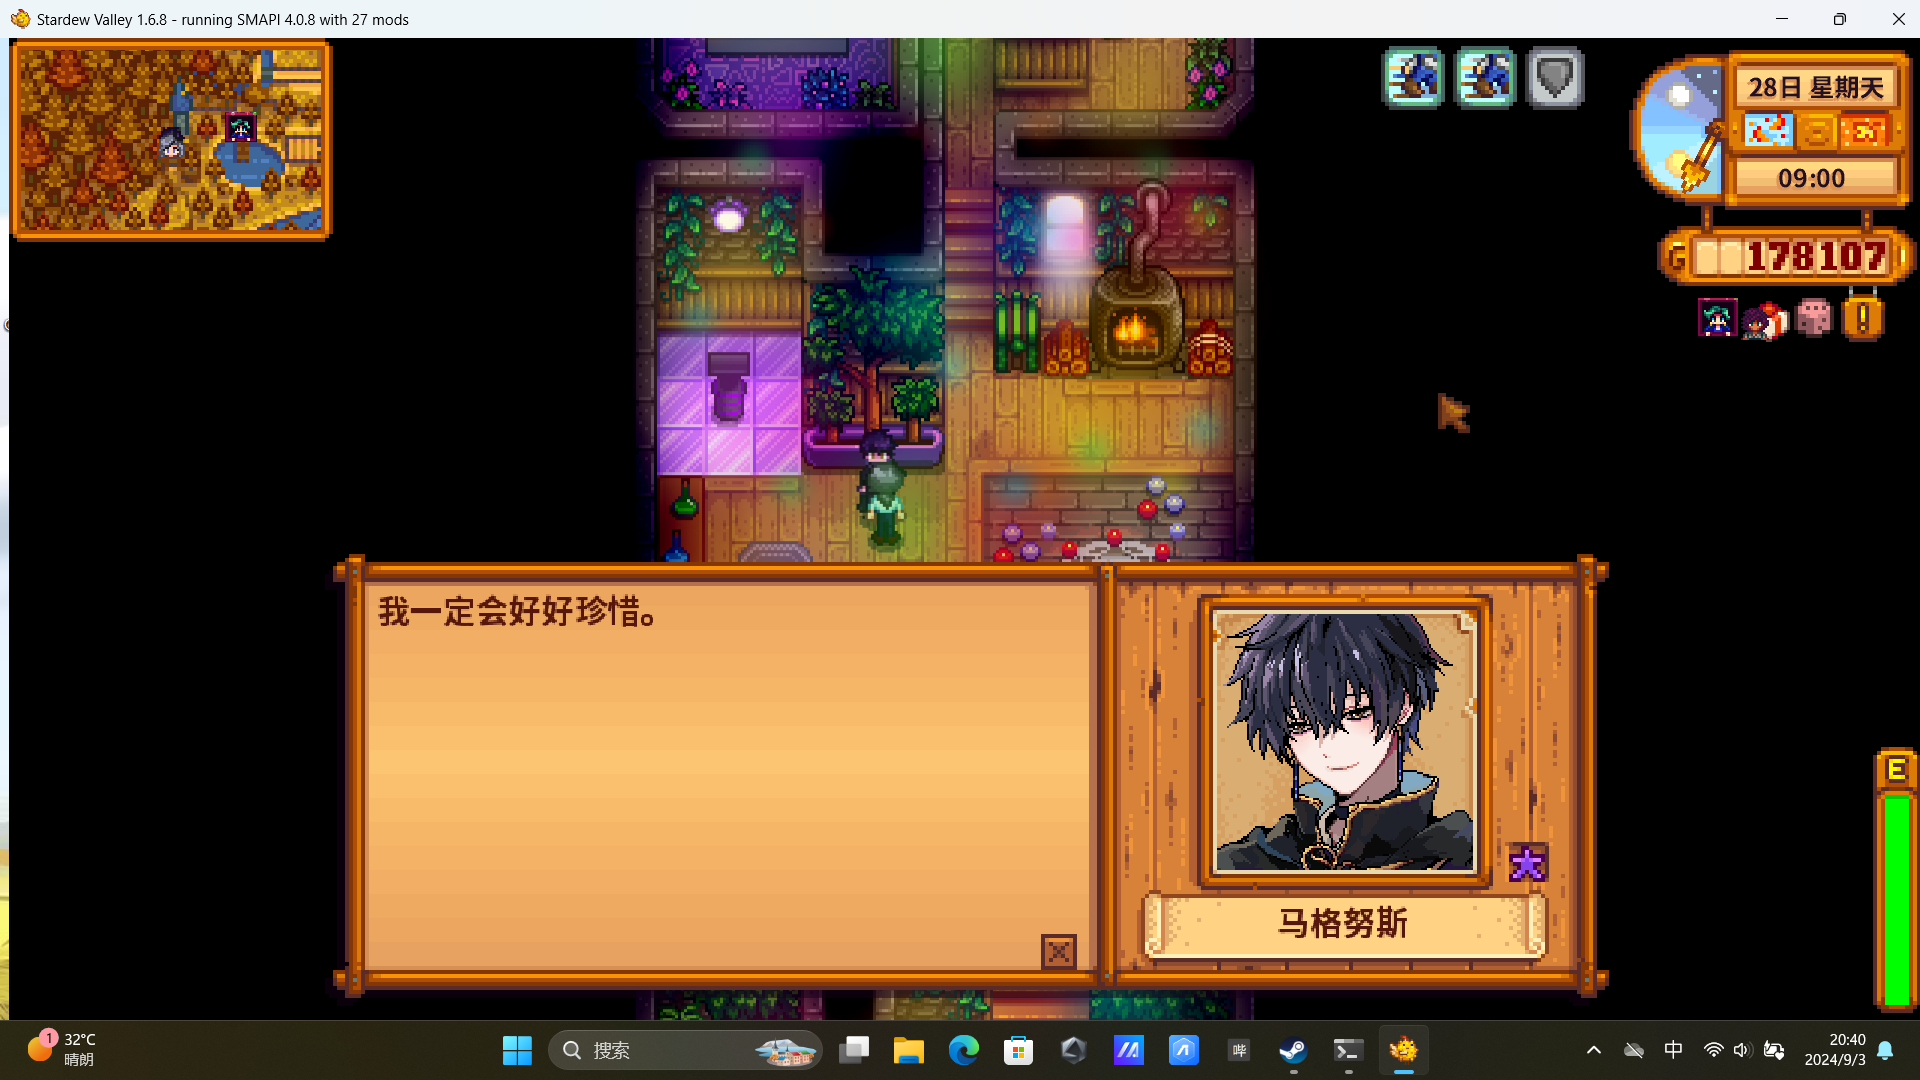 Stardew Valley 1.6.8 - running SMAPI 4.0.8 with 27 mods
28日 星期天
09:00
G 178107
我一定会好好珍惜。
马格努斯
E
1
32°C
晴朗
搜索
哔
中
20:40
2024/9/3